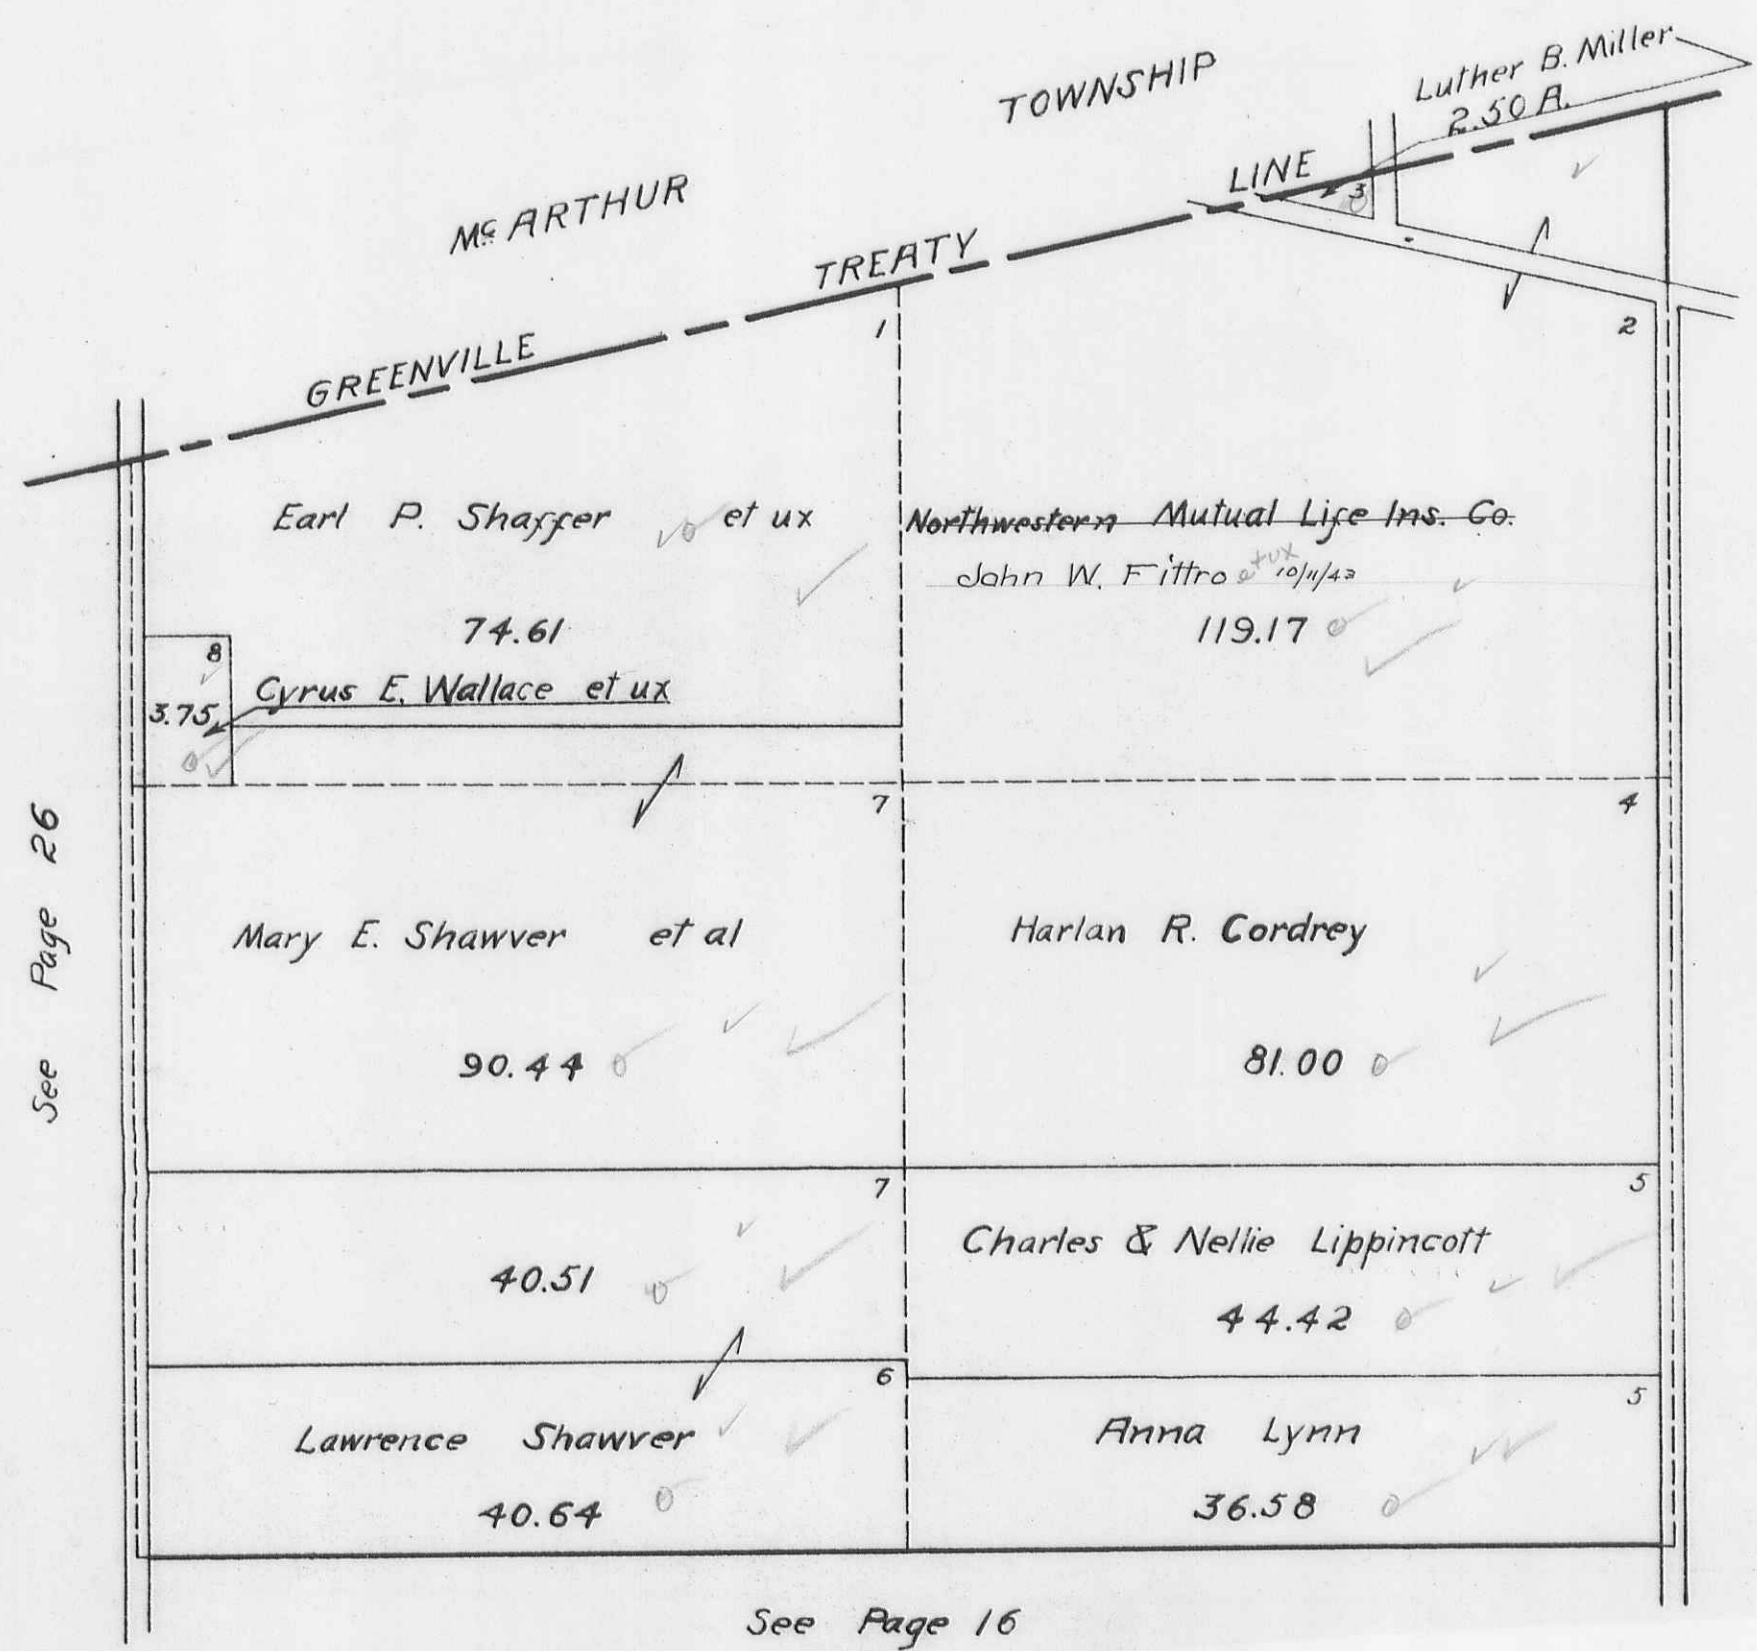 TOWNSHIP
Luther B. Miller
2.50 A.
McARTHUR
LINE
3
TREATY
GREENVILLE
1
2
Earl P. Shaffer et ux
74.61
Northwestern Mutual Life Ins. Co.
John W. Fittro et ux 10/11/43
119.17
8
3.75
Cyrus E. Wallace et ux
7
4
See Page 26
Mary E. Shawver et al
90.44
Harlan R. Cordrey
81.00
7
5
40.51
Charles & Nellie Lippincott
44.42
6
5
Lawrence Shawver
40.64
Anna Lynn
36.58
See Page 16